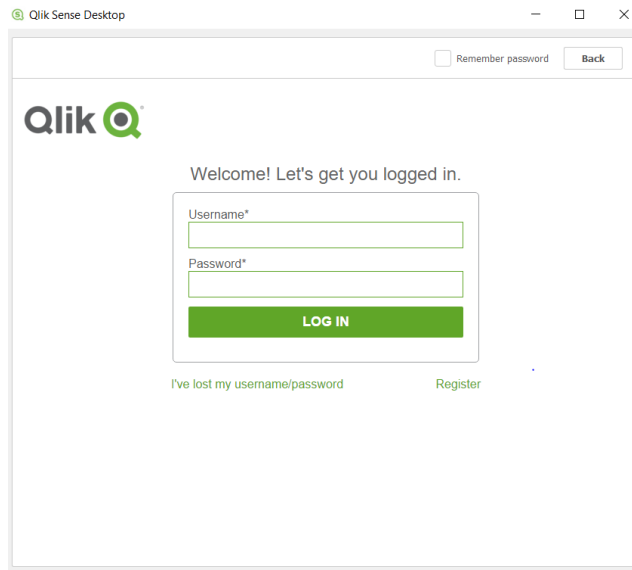 Qlik Sense Desktop
Remember password Back
Qlik
Welcome! Let's get you logged in.
Username*
Password*
LOG IN
I've lost my username/password Register